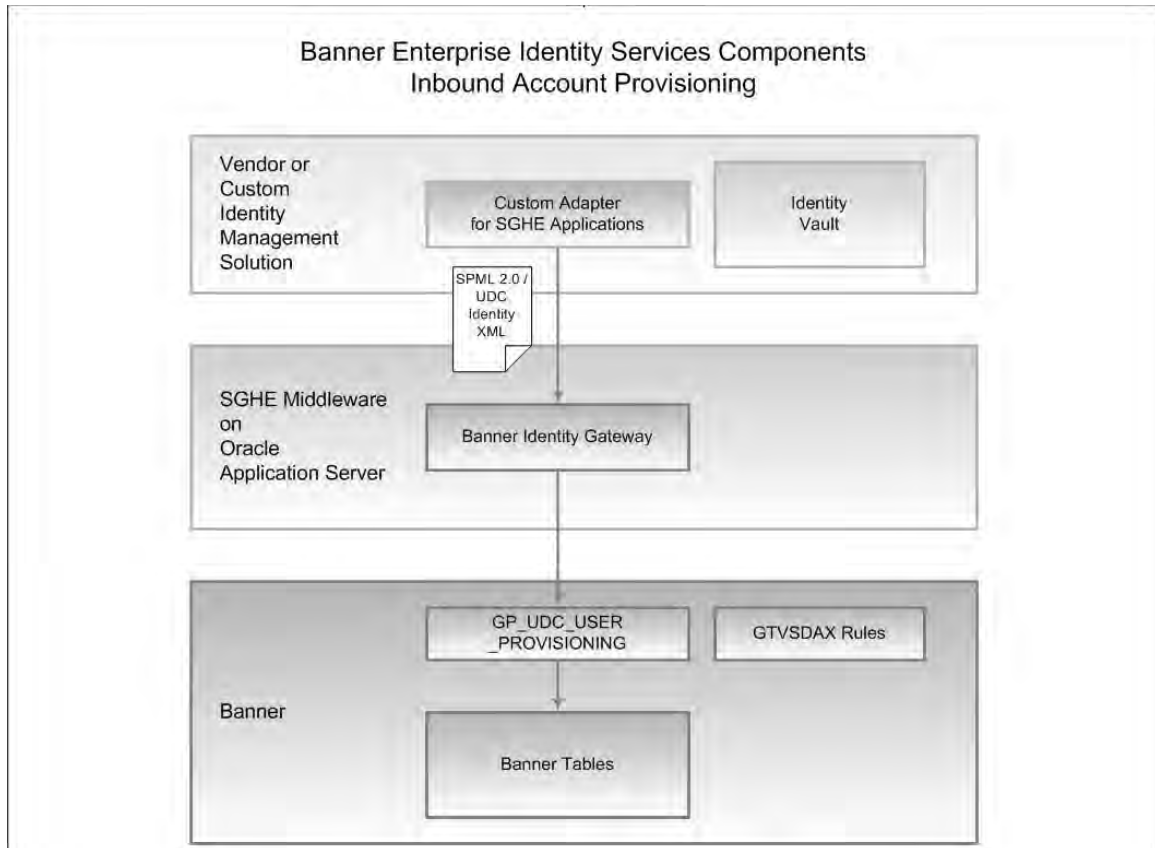 Banner Enterprise Identity Services Components
Inbound Account Provisioning
Vendor or
Custom
Identity
Management
Solution
Custom Adapter
for SGHE Applications
Identity
Vault
SPML 2.0 /
UDC
Identity
XML
SGHE Middleware
on
Oracle
Application Server
Banner Identity Gateway
Banner
GP_UDC_USER
_PROVISIONING
GTVSDAX Rules
Banner Tables